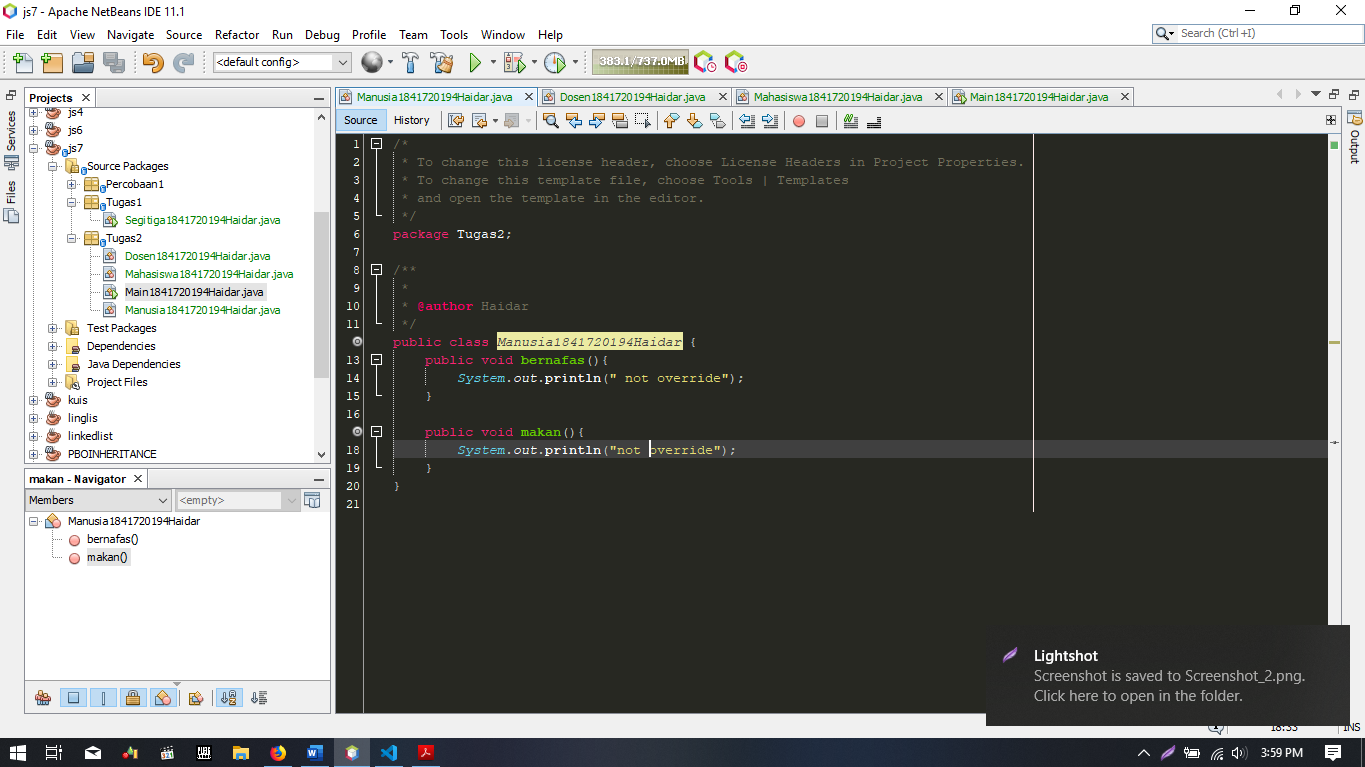 js7 - Apache NetBeans IDE 11.1
File Edit View Navigate Source Refactor Run Debug Profile Team Tools Window Help
Search (Ctrl+I)
<default config>
383.1/737.0MB
Services
Files
Projects
js4
js6
js7
Source Packages
Percobaan1
Tugas1
Segitiga1841720194Haidar.java
Tugas2
Dosen1841720194Haidar.java
Mahasiswa1841720194Haidar.java
Main1841720194Haidar.java
Manusia1841720194Haidar.java
Test Packages
Dependencies
Java Dependencies
Project Files
kuis
linglis
linkedlist
PBOINHERITANCE
makan - Navigator
Members
<empty>
Manusia1841720194Haidar
bernafas()
makan()
Manusia1841720194Haidar.java Dosen1841720194Haidar.java Mahasiswa1841720194Haidar.java Main1841720194Haidar.java
Source History
Output
1 /*
2 * To change this license header, choose License Headers in Project Properties.
3 * To change this template file, choose Tools | Templates
4 * and open the template in the editor.
5 */
6 package Tugas2;
7
8 /**
9 *
10 * @author Haidar
11 */
public class Manusia1841720194Haidar {
13 public void bernafas(){
14 System.out.println(" not override");
15 }
16
public void makan(){
18 System.out.println("not override");
19 }
20 }
21
Lightshot
Screenshot is saved to Screenshot_2.png.
Click here to open in the folder.
18:33 INS
3:59 PM